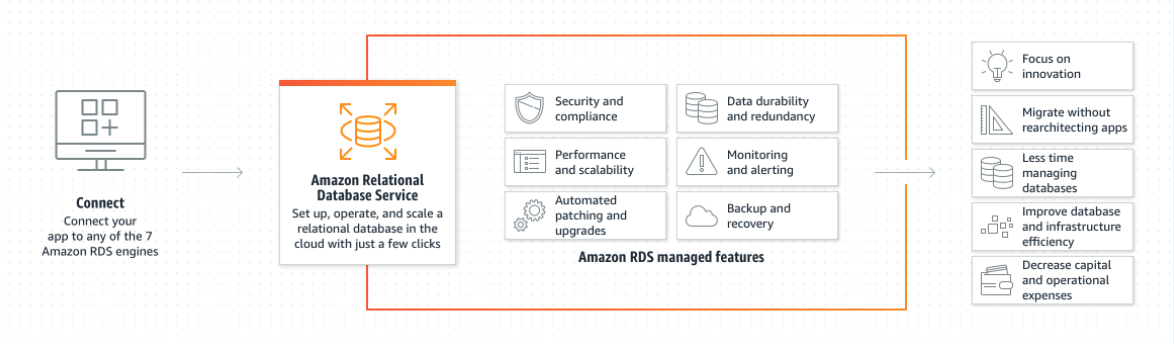 Connect
Connect your
app to any of the 7
Amazon RDS engines
Amazon Relational
Database Service
Set up, operate, and scale a
relational database in the
cloud with just a few clicks
Security and
compliance
Data durability
and redundancy
Performance
and scalability
Monitoring
and alerting
Automated
patching and
upgrades
Backup and
recovery
Amazon RDS managed features
Focus on
innovation
Migrate without
rearchitecting apps
Less time
managing
databases
Improve database
and infrastructure
efficiency
Decrease capital
and operational
expenses